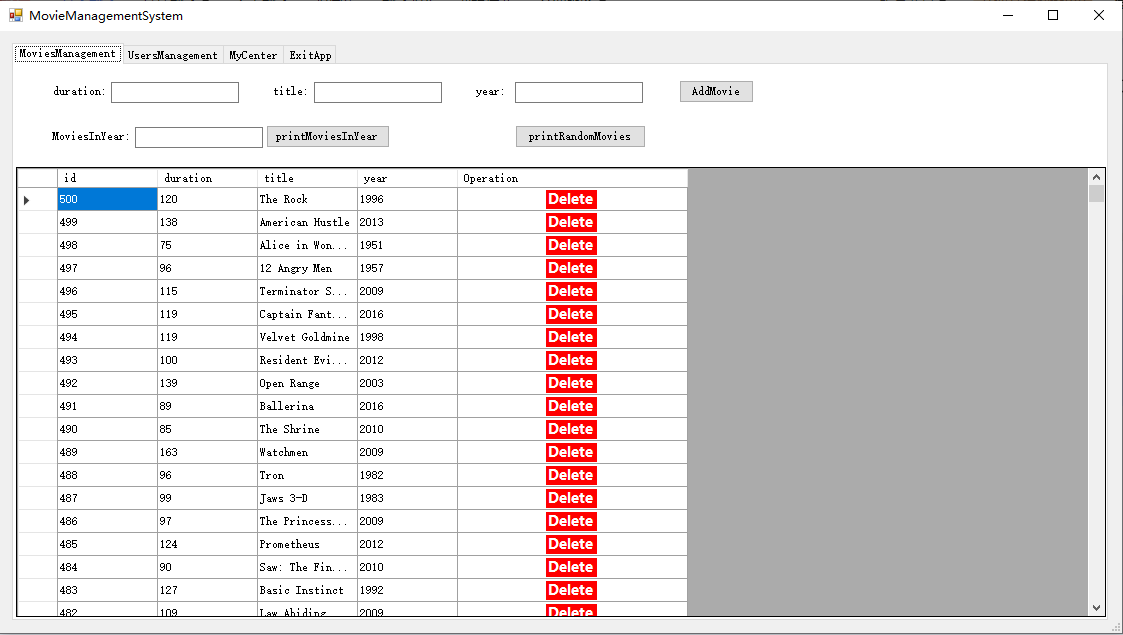 MovieManagementSystem
MoviesManagement UsersManagement MyCenter ExitApp
duration: title: year: AddMovie
MoviesInYear: printMoviesInYear printRandomMovies
id duration title year Operation
500 120 The Rock 1996 Delete
499 138 American Hustle 2013 Delete
498 75 Alice in Won... 1951 Delete
497 96 12 Angry Men 1957 Delete
496 115 Terminator S... 2009 Delete
495 119 Captain Fant... 2016 Delete
494 119 Velvet Goldmine 1998 Delete
493 100 Resident Evi... 2012 Delete
492 139 Open Range 2003 Delete
491 89 Ballerina 2016 Delete
490 85 The Shrine 2010 Delete
489 163 Watchmen 2009 Delete
488 96 Tron 1982 Delete
487 99 Jaws 3-D 1983 Delete
486 97 The Princess... 2009 Delete
485 124 Prometheus 2012 Delete
484 90 Saw: The Fin... 2010 Delete
483 127 Basic Instinct 1992 Delete
482 109 Law Abiding 2009 Delete